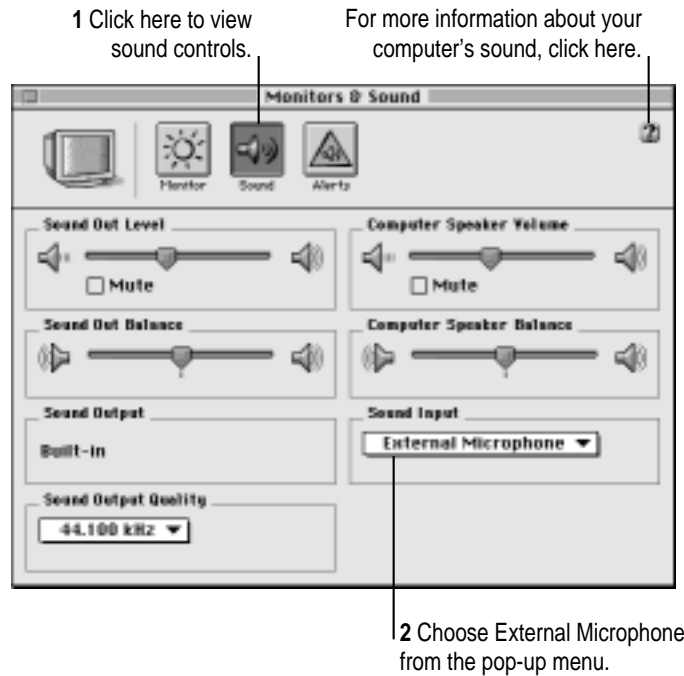 1 Click here to view
sound controls.
For more information about your
computer’s sound, click here.
Monitors & Sound
?
Monitor
Sound
Alerts
Sound Out Level
Mute
Computer Speaker Volume
Mute
Sound Out Balance
Computer Speaker Balance
Sound Output
Built-in
Sound Input
External Microphone
Sound Output Quality
44.100 kHz
2 Choose External Microphone
from the pop-up menu.